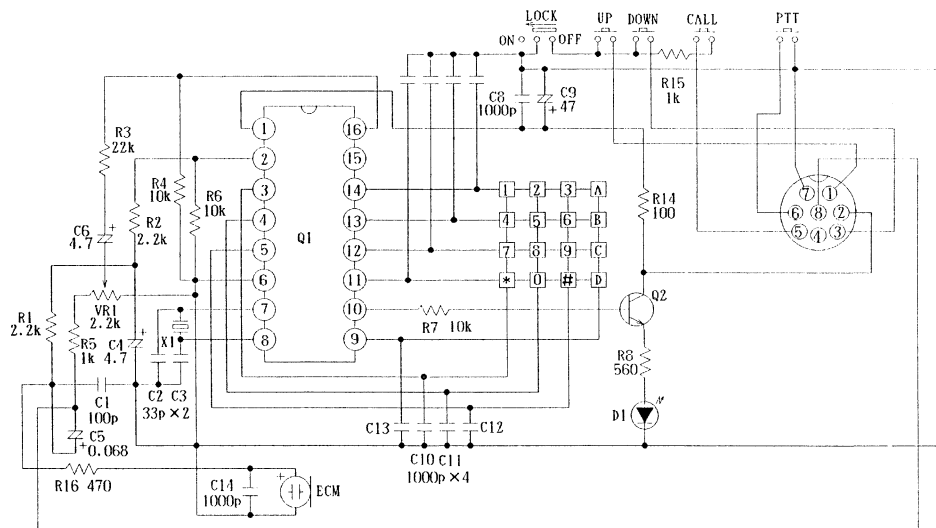 LOCK UP DOWN CALL PTT
ON OFF
R15
1k
C8
1000p
C9
+ 47
R3
22k
1 16
2 15
3 14
4 13
5 12
6 11
7 10
8 9
Q1
R4
10k
R6
10k
R2
2.2k
C6
4.7
+
1 2 3 A
4 5 6 B
7 8 9 C
* 0 # D
R14
100
7 1
6 8 2
5 4 3
Q2
VR1
2.2k
R1
2.2k
R5
1k
C4
4.7
+
X1
R7 10k
R8
560
D1
C1
100p
C2 C3
33p×2
C5
+ 0.068
C13 C12
C10 C11
1000p×4
R16 470
C14
1000p
+
ECM